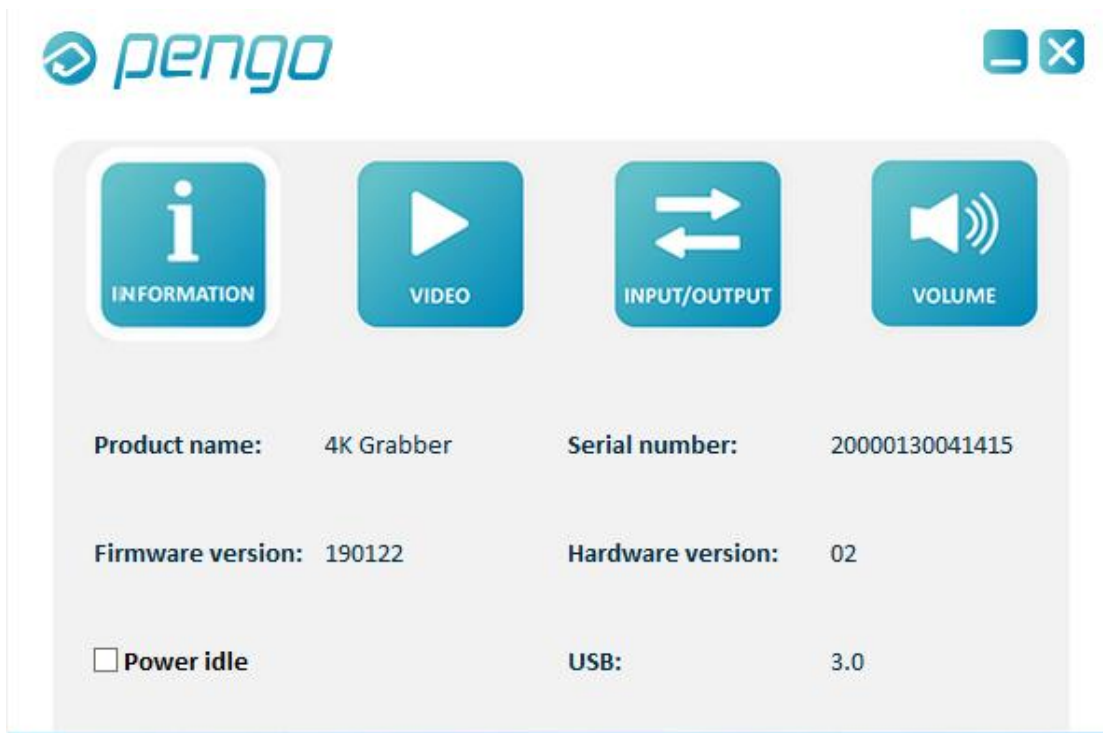 pengo
INFORMATION VIDEO INPUT/OUTPUT VOLUME
Product name: 4K Grabber Serial number: 20000130041415
Firmware version: 190122 Hardware version: 02
Power idle USB: 3.0